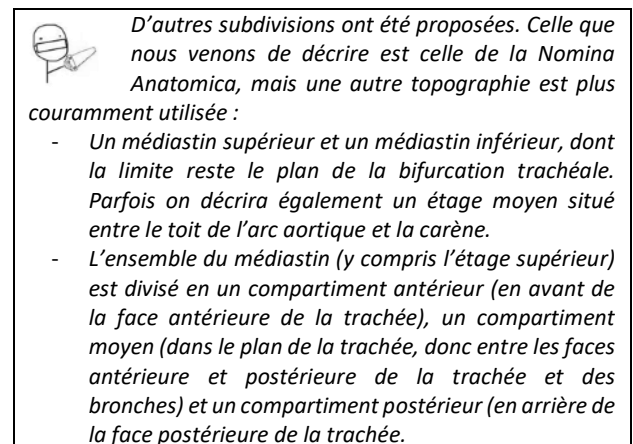 D’autres subdivisions ont été proposées. Celle que
nous venons de décrire est celle de la Nomina
Anatomica, mais une autre topographie est plus
couramment utilisée :
- Un médiastin supérieur et un médiastin inférieur, dont
la limite reste le plan de la bifurcation trachéale.
Parfois on décrira également un étage moyen situé
entre le toit de l’arc aortique et la carène.
- L’ensemble du médiastin (y compris l’étage supérieur)
est divisé en un compartiment antérieur (en avant de
la face antérieure de la trachée), un compartiment
moyen (dans le plan de la trachée, donc entre les faces
antérieure et postérieure de la trachée et des
bronches) et un compartiment postérieur (en arrière de
la face postérieure de la trachée.